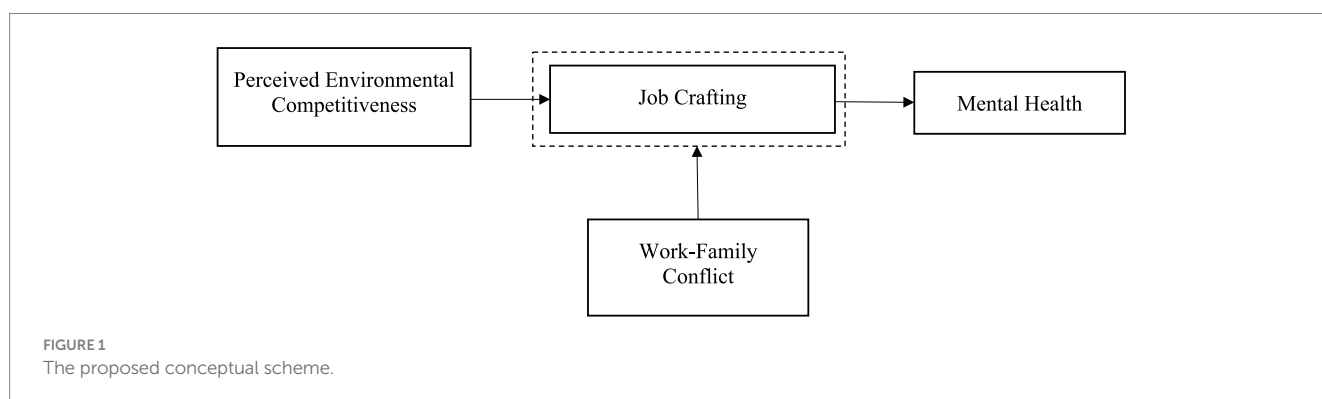 Perceived Environmental
Competitiveness
Job Crafting
Mental Health
Work-Family
Conflict
FIGURE 1
The proposed conceptual scheme.